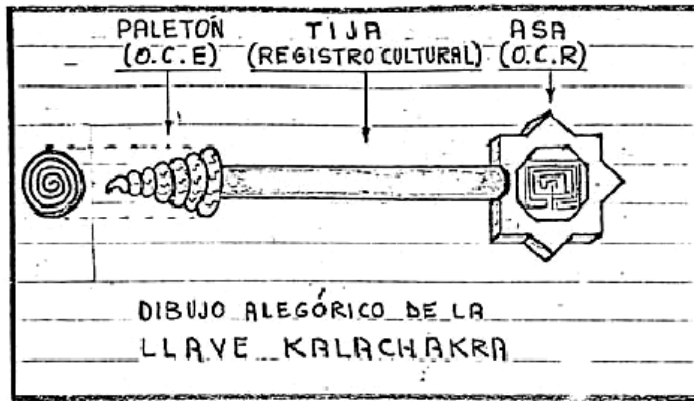 PALETÓN
(O.C.E)
TIJA
(REGISTRO CULTURAL)
ASA
(O.C.R)
DIBUJO ALEGÓRICO DE LA
LLAVE KALACHAKRA